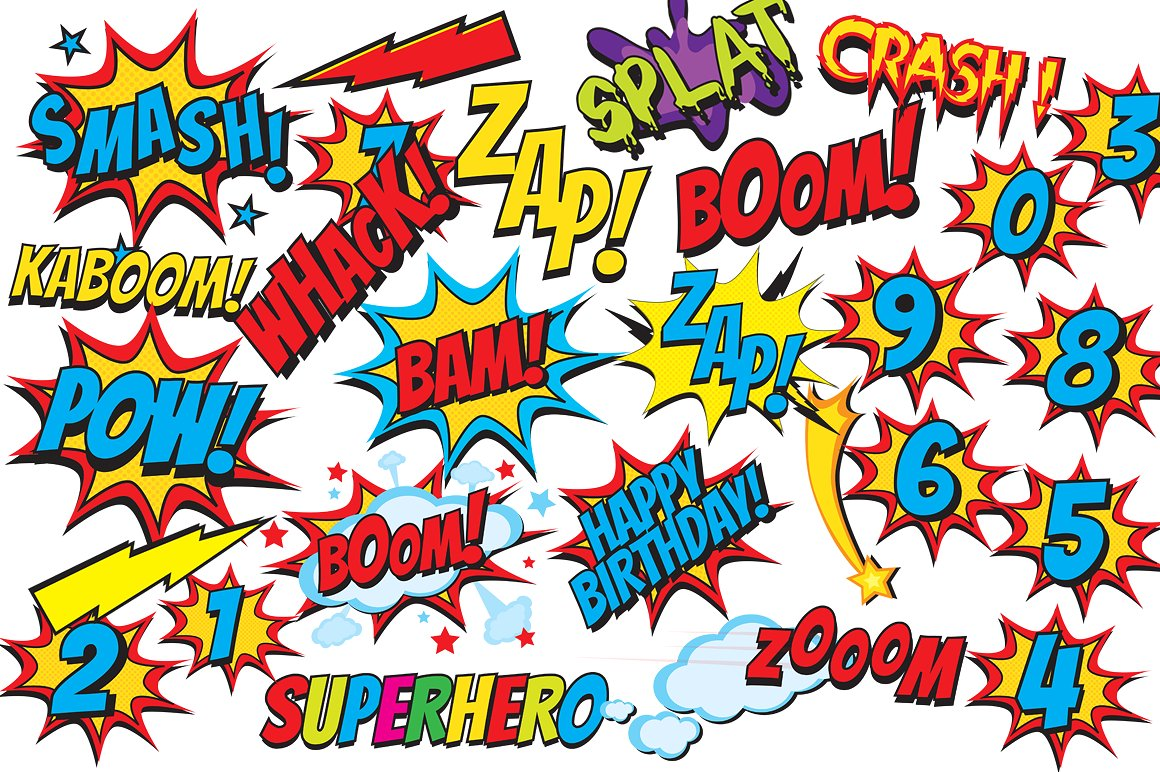 SMASH!
7
WHACK!
ZAP!
SPLAT
CRASH!
3
BOOM!
0
KABOOM!
POW!
BAM!
ZAP!
9
8
6
5
BOOM!
HAPPY
BIRTHDAY!
2
1
SUPERHERO
ZOOOM
4